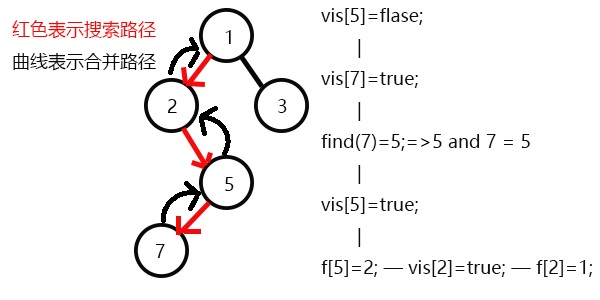 红色表示搜索路径
曲线表示合并路径
1
2
3
5
7
vis[5]=flase;
|
vis[7]=true;
|
find(7)=5;=>5 and 7 = 5
|
vis[5]=true;
|
f[5]=2; — vis[2]=true; — f[2]=1;